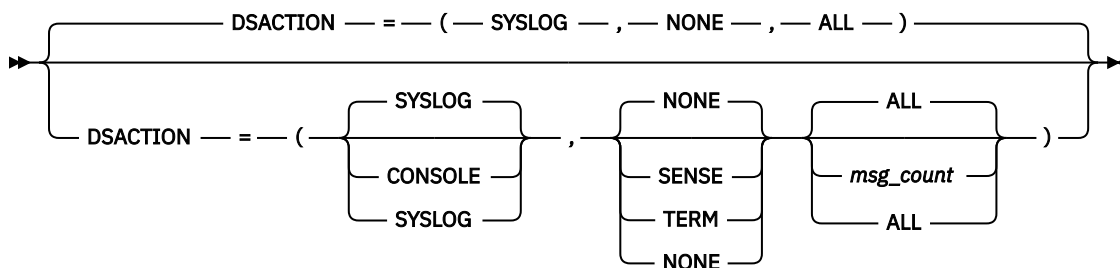 DSACTION = ( SYSLOG , NONE , ALL )
SYSLOG NONE ALL
DSACTION = ( , )
CONSOLE SENSE msg_count
SYSLOG TERM ALL
NONE